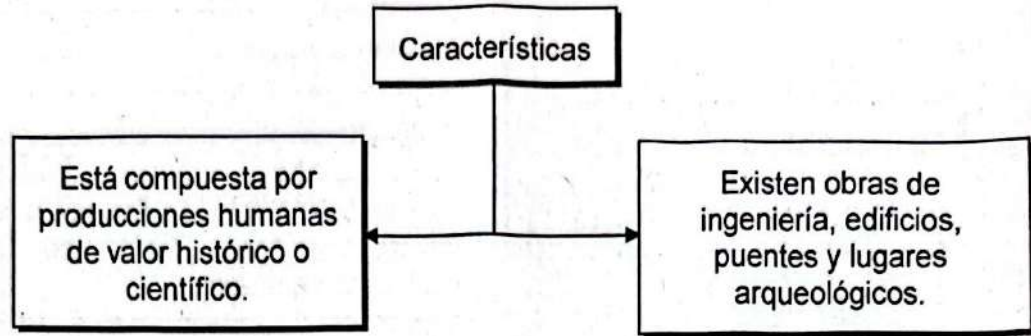 Características
Está compuesta por
producciones humanas
de valor histórico o
científico.
Existen obras de
ingeniería, edificios,
puentes y lugares
arqueológicos.